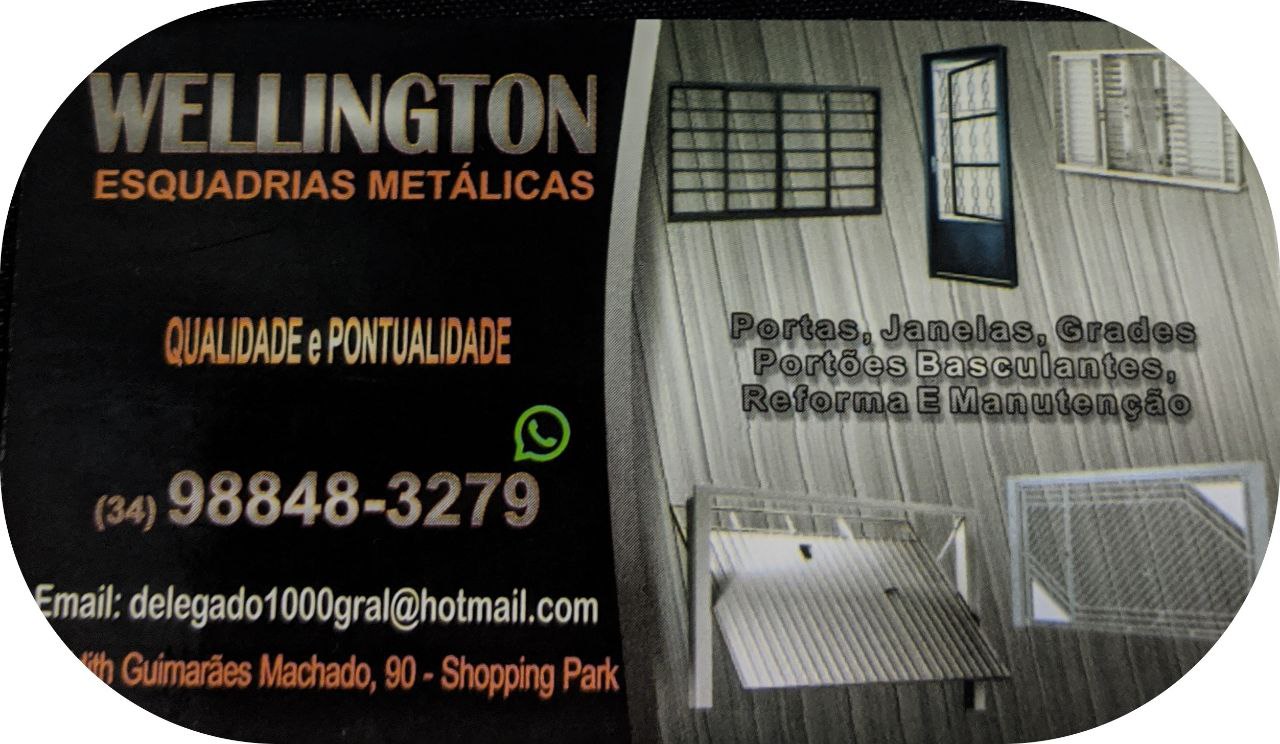 WELLINGTON
ESQUADRIAS METÁLICAS
QUALIDADE e PONTUALIDADE
(34) 98848-3279
Email: delegado1000gral@hotmail.com
Guimarães Machado, 90 - Shopping Park
Portas, Janelas, Grades
Portões Basculantes,
Reforma E Manutenção